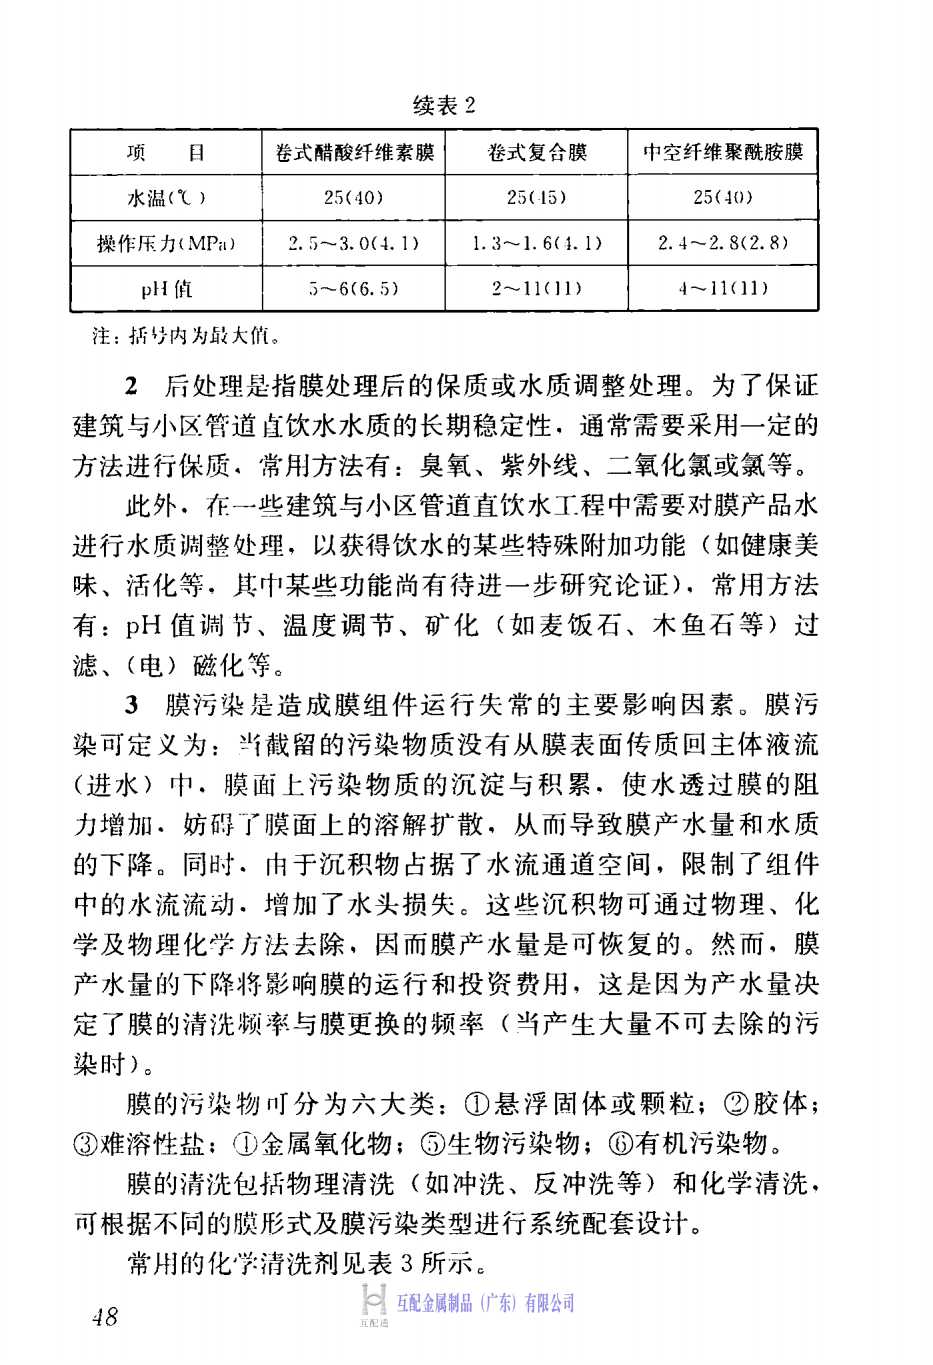 续表 2
项 目 卷式醋酸纤维素膜 卷式复合膜 中空纤维聚酰胺膜
水温(℃) 25(40) 25(45) 25(40)
操作压力(MPa) 2.5～3.0(4.1) 1.3～1.6(4.1) 2.4～2.8(2.8)
pH 值 5～6(6.5) 2～11(11) 4～11(11)
注：括号内为最大值。
2 后处理是指膜处理后的保质或水质调整处理。为了保证
建筑与小区管道直饮水水质的长期稳定性，通常需要采用一定的
方法进行保质，常用方法有：臭氧、紫外线、二氧化氯或氯等。
此外，在一些建筑与小区管道直饮水工程中需要对膜产品水
进行水质调整处理，以获得饮水的某些特殊附加功能（如健康美
味、活化等，其中某些功能尚有待进一步研究论证），常用方法
有：pH 值调节、温度调节、矿化（如麦饭石、木鱼石等）过
滤、（电）磁化等。
3 膜污染是造成膜组件运行失常的主要影响因素。膜污
染可定义为：当截留的污染物质没有从膜表面传质回主体液流
（进水）中，膜面上污染物质的沉淀与积累，使水透过膜的阻
力增加，妨碍了膜面上的溶解扩散，从而导致膜产水量和水质
的下降。同时，由于沉积物占据了水流通道空间，限制了组件
中的水流流动，增加了水头损失。这些沉积物可通过物理、化
学及物理化学方法去除，因而膜产水量是可恢复的。然而，膜
产水量的下降将影响膜的运行和投资费用，这是因为产水量决
定了膜的清洗频率与膜更换的频率（当产生大量不可去除的污
染时）。
膜的污染物可分为六大类：①悬浮固体或颗粒；②胶体；
③难溶性盐；④金属氧化物；⑤生物污染物；⑥有机污染物。
膜的清洗包括物理清洗（如冲洗、反冲洗等）和化学清洗，
可根据不同的膜形式及膜污染类型进行系统配套设计。
常用的化学清洗剂见表 3 所示。
48
互配通
互配金属制品（广东）有限公司